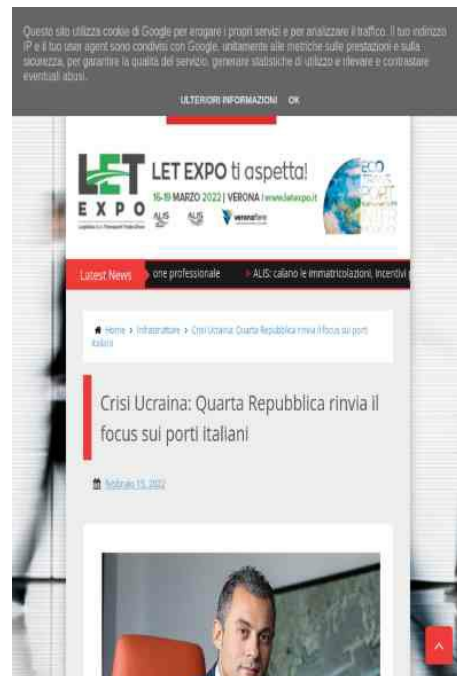 Questo sito utilizza cookie di Google per erogare i propri servizi e per analizzare il traffico. Il tuo indirizzo
IP e il tuo user agent sono condivisi con Google, unitamente alle metriche sulle prestazioni e sulla
sicurezza, per garantire la qualità del servizio, generare statistiche di utilizzo e rilevare e contrastare
eventuali abusi.
ULTERIORI INFORMAZIONI OK
LET EXPO ti aspetta!
16-19 MARZO 2022 | VERONA | www.letexpo.it
LET
EXPO
ALIS ALIS veronafiere
ECO
TRANS
PORT
Latest News one professionale ALIS: calano le immatricolazioni, incentivi
Home > Infrastrutture > Crisi Ucraina: Quarta Repubblica rinvia il focus sui porti
italiani
Crisi Ucraina: Quarta Repubblica rinvia il
focus sui porti italiani
febbraio 15, 2022